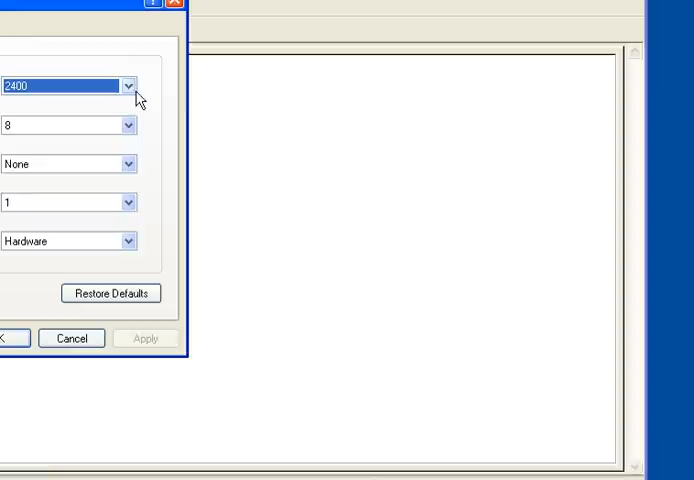 2400
8
None
1
Hardware
Restore Defaults
K
Cancel
Apply